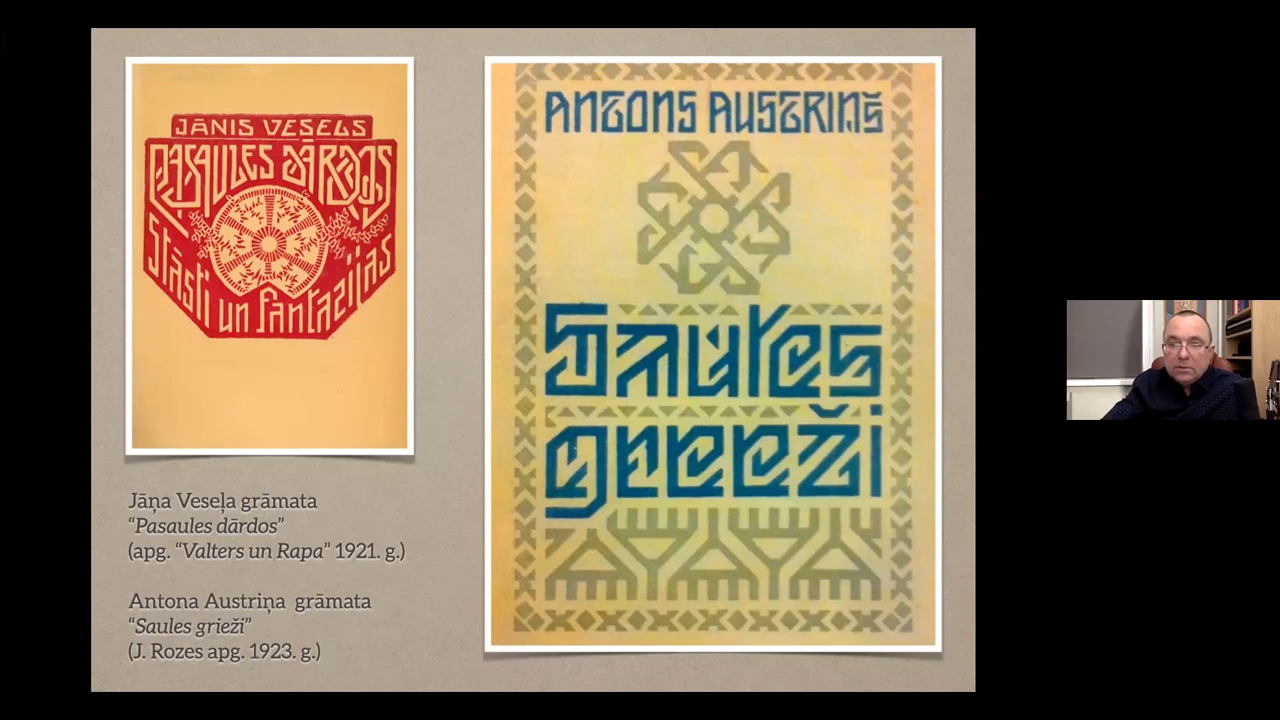 JĀNIS VESELS
PASAULES DĀRDOS
Stāsti un fantazijas
ANTONS AUSTRIŅŠ
Saules
greeži
Jāņa Veseļa grāmata
“Pasaules dārdos”
(apg. “Valters un Rapa” 1921. g.)
Antona Austriņa grāmata
“Saules grieži”
(J. Rozes apg. 1923. g.)